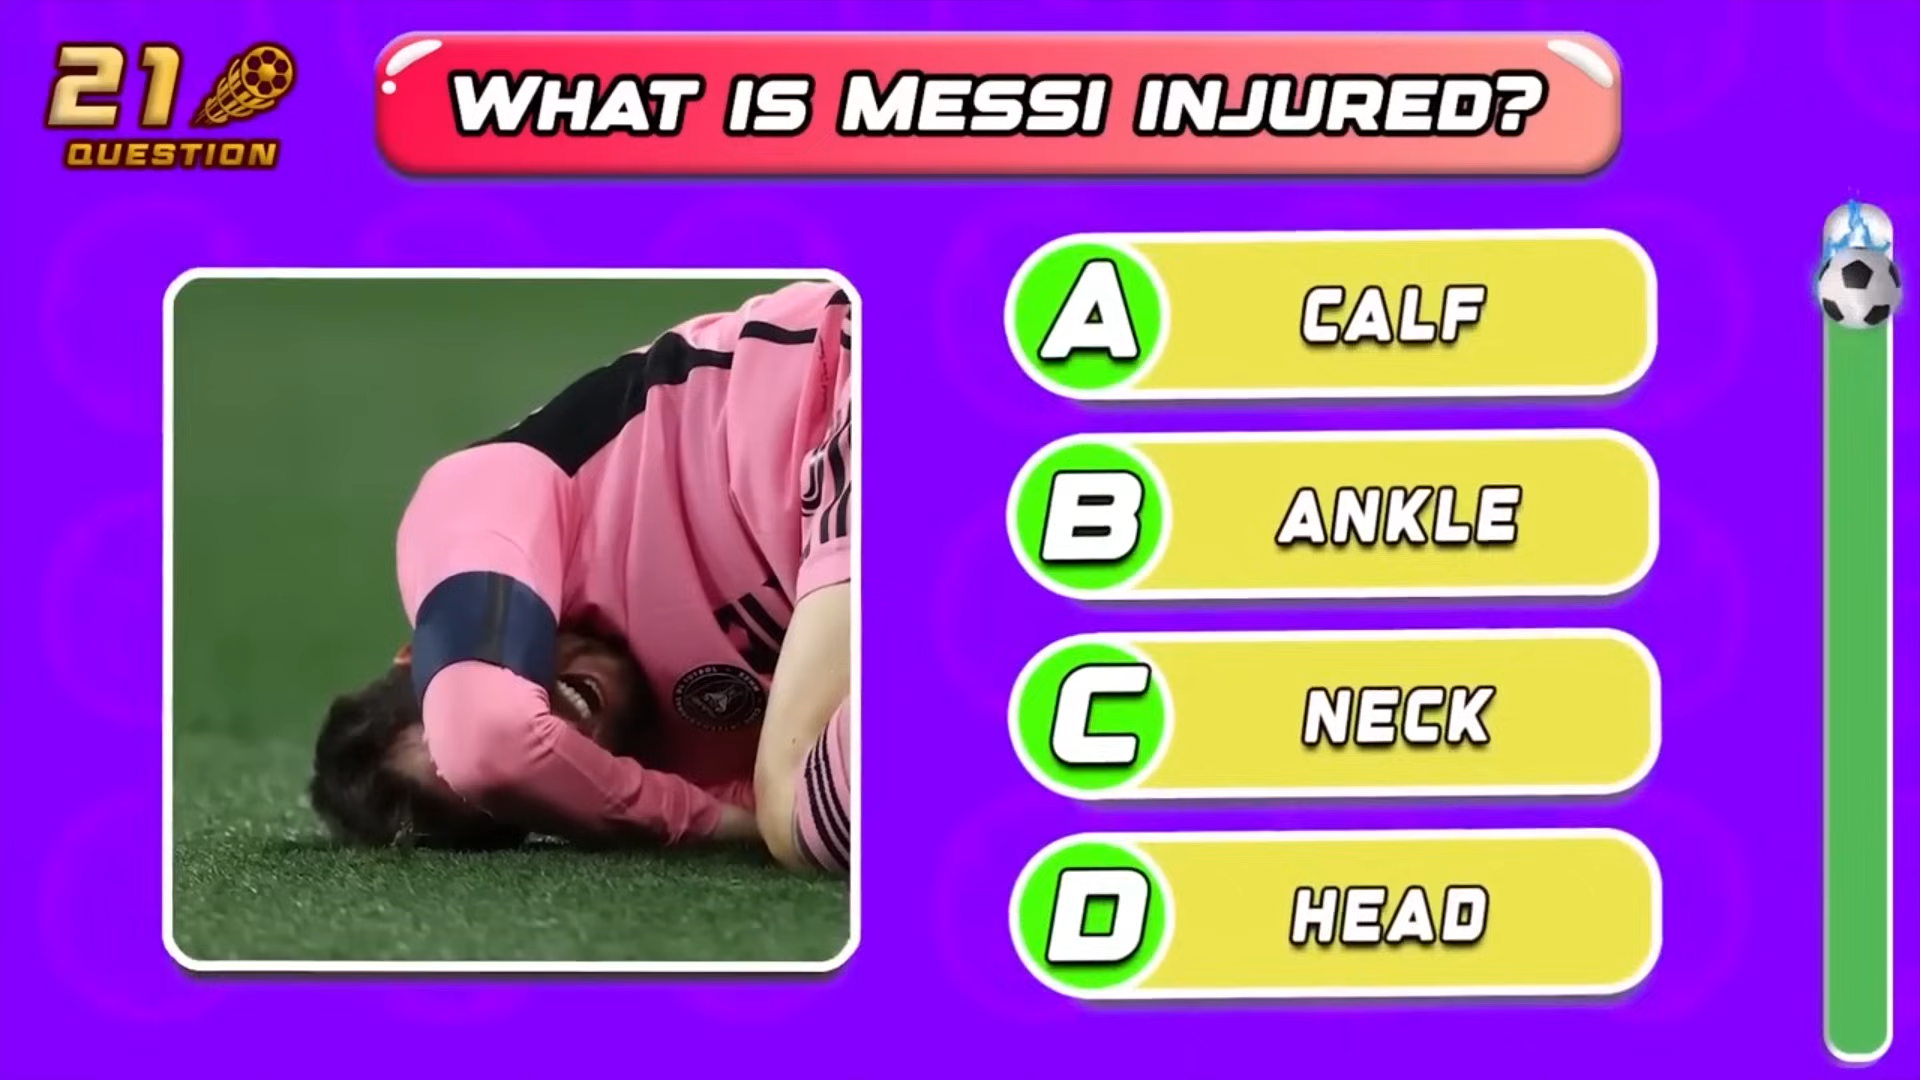 21
QUESTION
WHAT IS MESSI INJURED?
A CALF
B ANKLE
C NECK
D HEAD